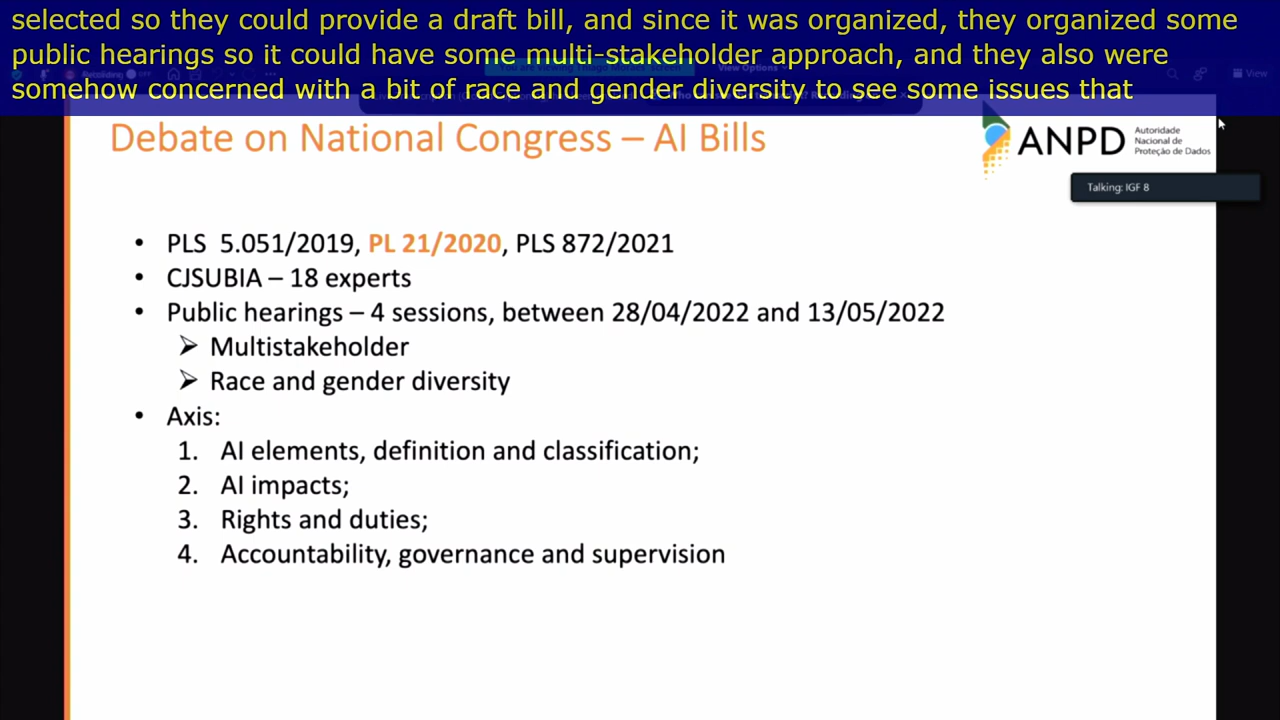 selected so they could provide a draft bill, and since it was organized, they organized some
public hearings so it could have some multi-stakeholder approach, and they also were
somehow concerned with a bit of race and gender diversity to see some issues that
View Options
View
Debate on National Congress – AI Bills
ANPD
Autoridade
Nacional de
Proteção de Dados
Talking: IGF 8
• PLS 5.051/2019, PL 21/2020, PLS 872/2021
• CJSUBIA – 18 experts
• Public hearings – 4 sessions, between 28/04/2022 and 13/05/2022
➢ Multistakeholder
➢ Race and gender diversity
• Axis:
1. AI elements, definition and classification;
2. AI impacts;
3. Rights and duties;
4. Accountability, governance and supervision